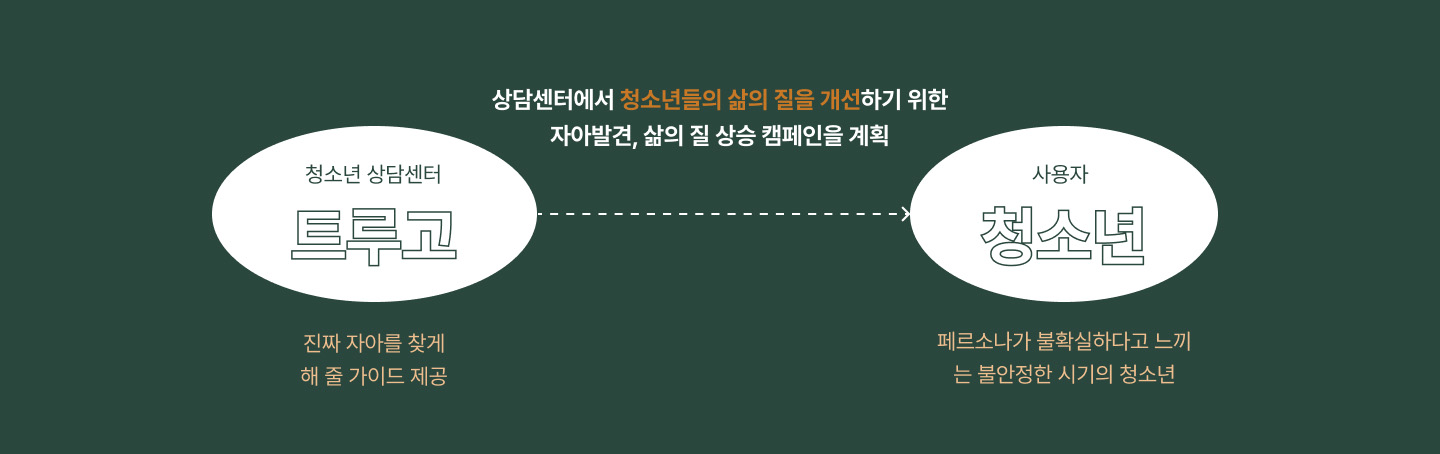 상담센터에서 청소년들의 삶의 질을 개선하기 위한
자아발견, 삶의 질 상승 캠페인을 계획
청소년 상담센터
트루고
진짜 자아를 찾게
해 줄 가이드 제공
사용자
청소년
페르소나가 불확실하다고 느끼
는 불안정한 시기의 청소년